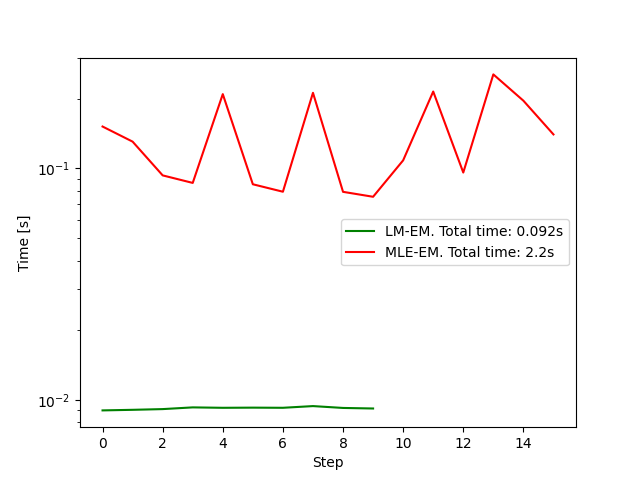 10⁻¹
10⁻²
Time [s]
LM-EM. Total time: 0.092s
MLE-EM. Total time: 2.2s
0 2 4 6 8 10 12 14
Step